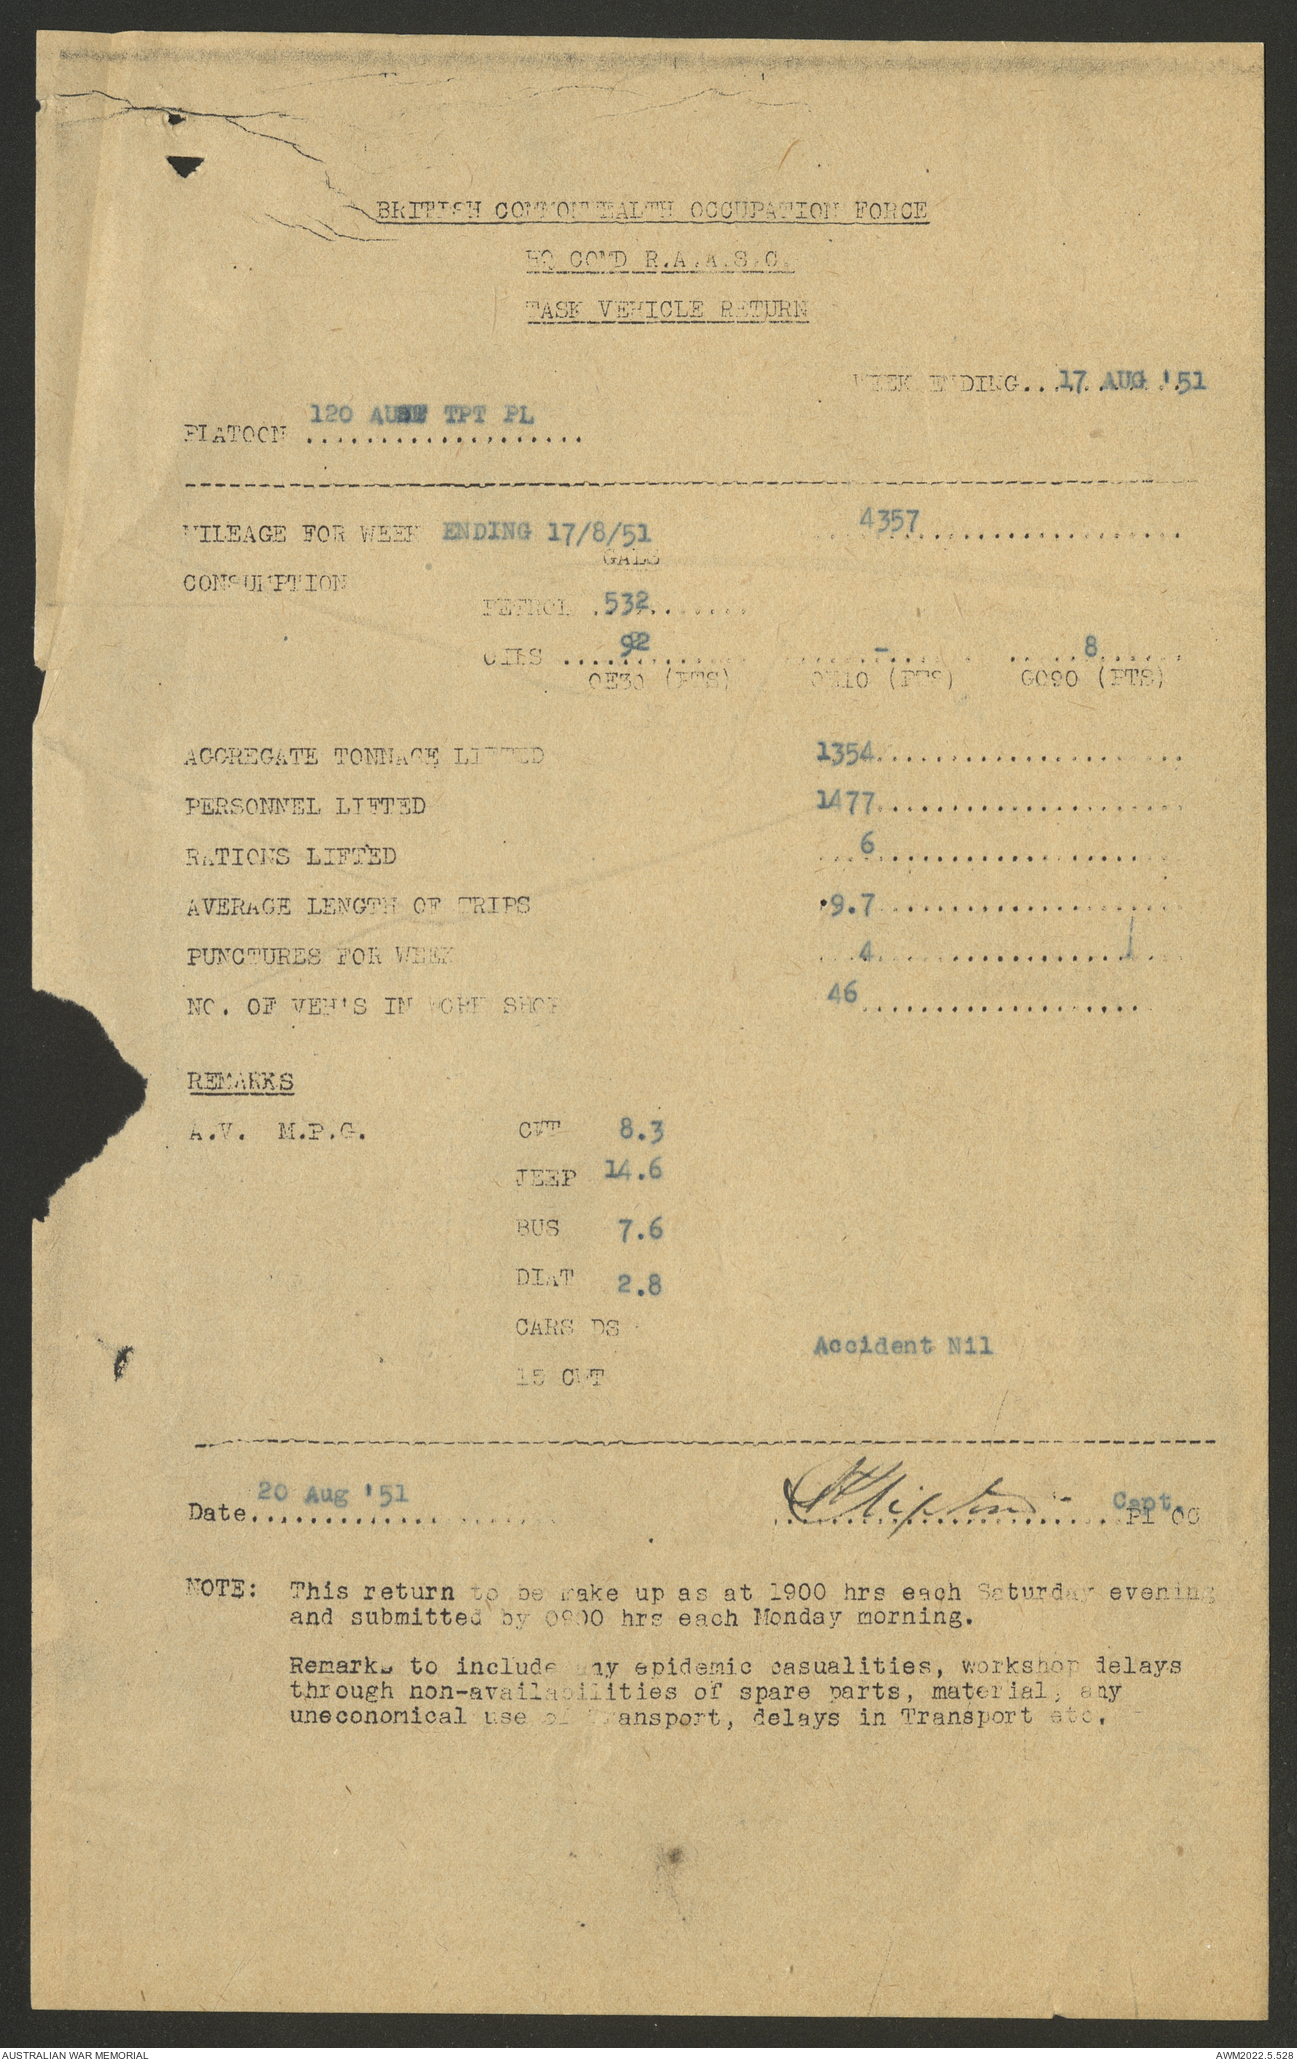 BRITISH COMMONWEALTH OCCUPATION FORCE
HQ COMD R.A.A.S.C.
TASK VEHICLE RETURN
WEEK ENDING...17 AUG '51
PLATOON 120 AUST TPT PL
MILEAGE FOR WEEK ENDING 17/8/51 4357
GALS
CONSUMPTION
PETROL .532.......
OILS 92 - 8
OE30 (PTS) OE10 (PTS) GO90 (PTS)
AGGREGATE TONNAGE LIFTED 1354
PERSONNEL LIFTED 1477
RATIONS LIFTED 6
AVERAGE LENGTH OF TRIPS 9.7
PUNCTURES FOR WEEK 4
NO. OF VEH'S IN WORK SHOP 46
REMARKS
A.V. M.P.G. CWT 8.3
JEEP 14.6
BUS 7.6
DIAT 2.8
CARS DS
Accident Nil
15 CWT
Date 20 Aug '51 Capt.
Pl OC
NOTE: This return to be make up as at 1900 hrs each Saturday evening
and submitted by 0900 hrs each Monday morning.
Remarks to include any epidemic casualities, workshop delays
through non-availabilities of spare parts, material, any
uneconomical use of Transport, delays in Transport etc.
AUSTRALIAN WAR MEMORIAL AWM2022.5.528